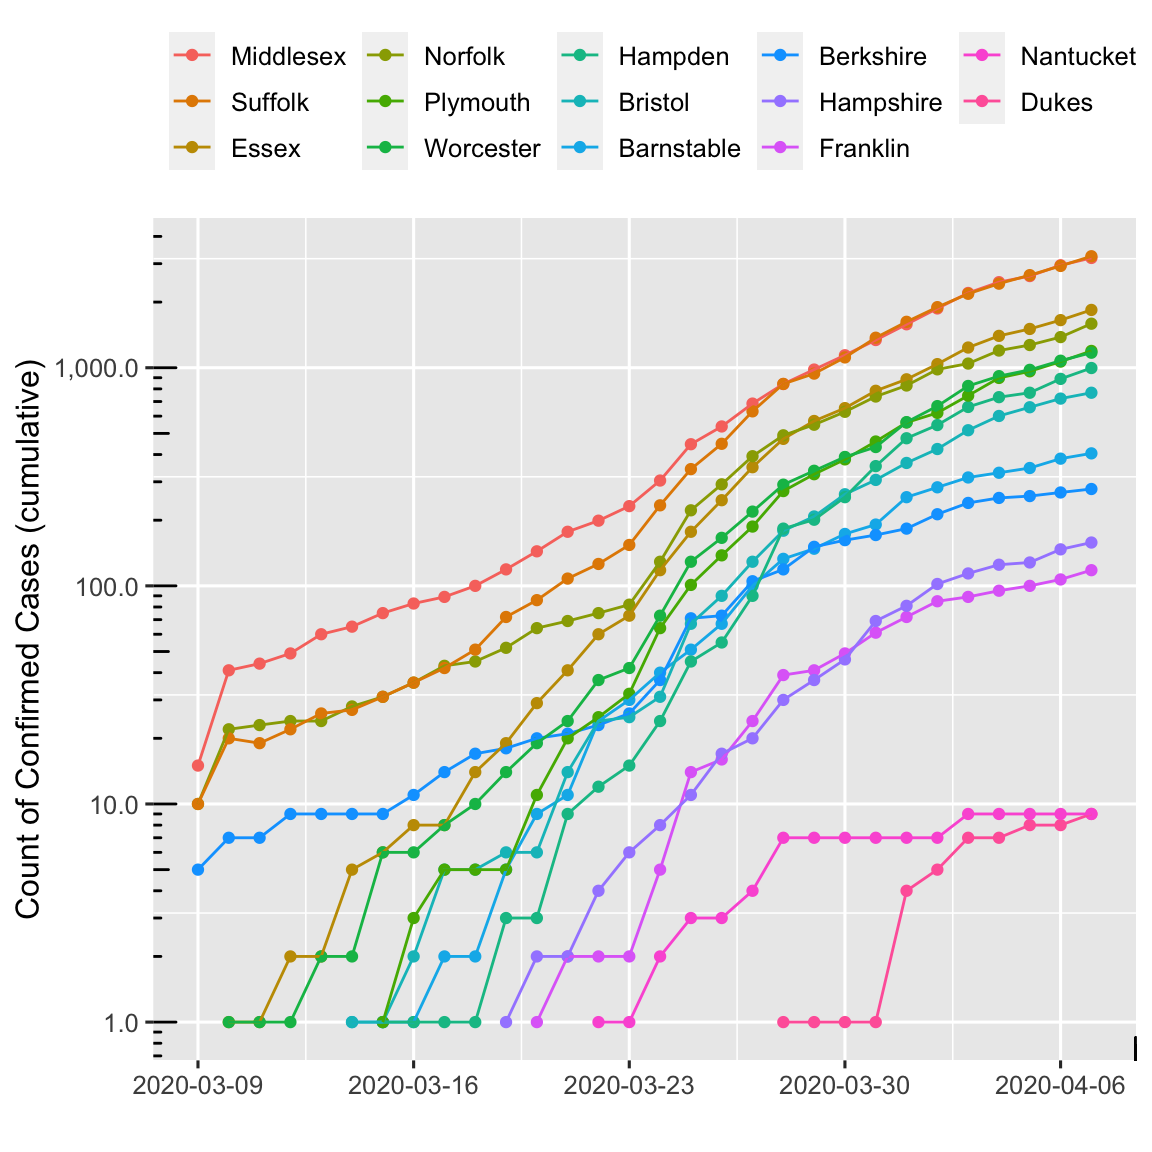 Middlesex Norfolk Hampden Berkshire Nantucket
Suffolk Plymouth Bristol Hampshire Dukes
Essex Worcester Barnstable Franklin
Count of Confirmed Cases (cumulative)
1,000.0
100.0
10.0
1.0
2020-03-09 2020-03-16 2020-03-23 2020-03-30 2020-04-06